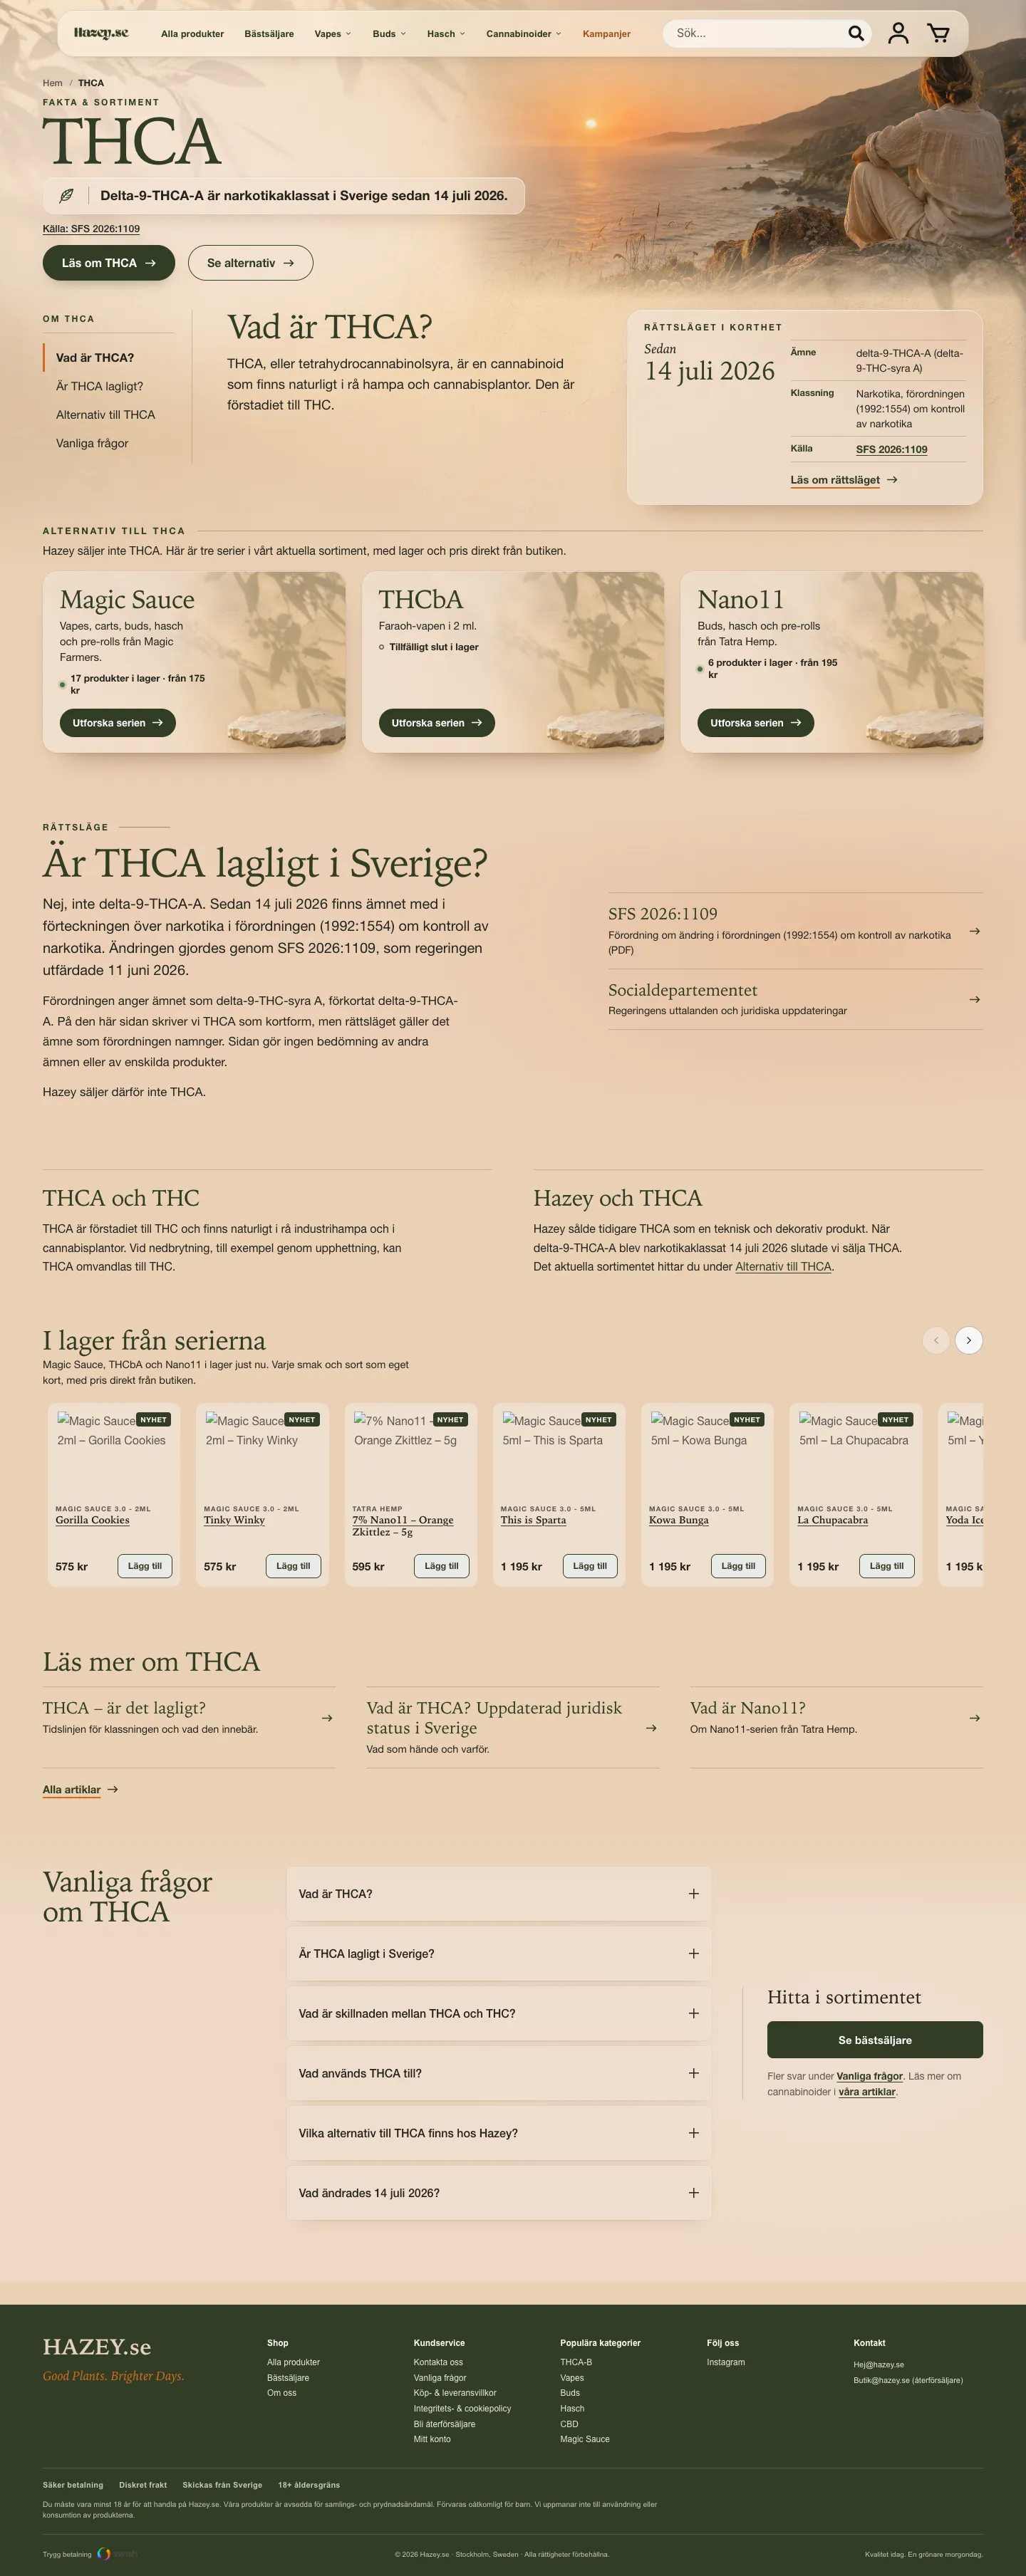 Hazey.se
Alla produkter
Bästsäljare
Vapes
Buds
Hasch
Cannabinoider
Kampanjer
Sök...
Hem / THCA
FAKTA & SORTIMENT
THCA
Delta-9-THCA-A är narkotikaklassat i Sverige sedan 14 juli 2026.
Källa: SFS 2026:1109
Läs om THCA →
Se alternativ →
OM THCA
Vad är THCA?
Är THCA lagligt?
Alternativ till THCA
Vanliga frågor
Vad är THCA?
THCA, eller tetrahydrocannabinolsyra, är en cannabinoid
som finns naturligt i rå hampa och cannabisplantor. Den är
förstadiet till THC.
RÄTTSLÄGET I KORTHET
Sedan
14 juli 2026
Ämne
delta-9-THCA-A (delta-
9-THC-syra A)
Klassning
Narkotika, förordningen
(1992:1554) om kontroll
av narkotika
Källa
SFS 2026:1109
Läs om rättsläget →
ALTERNATIV TILL THCA
Hazey säljer inte THCA. Här är tre serier i vårt aktuella sortiment, med lager och pris direkt från butiken.
Magic Sauce
Vapes, carts, buds, hasch
och pre-rolls från Magic
Farmers.
17 produkter i lager · från 175
kr
Utforska serien →
THCbA
Faraoh-vapen i 2 ml.
Tillfälligt slut i lager
Utforska serien →
Nano11
Buds, hasch och pre-rolls
från Tatra Hemp.
6 produkter i lager · från 195
kr
Utforska serien →
RÄTTSLÄGE
Är THCA lagligt i Sverige?
Nej, inte delta-9-THCA-A. Sedan 14 juli 2026 finns ämnet med i
förteckningen över narkotika i förordningen (1992:1554) om kontroll av
narkotika. Ändringen gjordes genom SFS 2026:1109, som regeringen
utfärdade 11 juni 2026.
Förordningen anger ämnet som delta-9-THC-syra A, förkortat delta-9-THCA-
A. På den här sidan skriver vi THCA som kortform, men rättsläget gäller det
ämne som förordningen namnger. Sidan gör ingen bedömning av andra
ämnen eller av enskilda produkter.
Hazey säljer därför inte THCA.
SFS 2026:1109
Förordning om ändring i förordningen (1992:1554) om kontroll av narkotika
(PDF)
→
Socialdepartementet
Regeringens uttalanden och juridiska uppdateringar
→
THCA och THC
THCA är förstadiet till THC och finns naturligt i rå industrihampa och i
cannabisplantor. Vid nedbrytning, till exempel genom upphettning, kan
THCA omvandlas till THC.
Hazey och THCA
Hazey sålde tidigare THCA som en teknisk och dekorativ produkt. När
delta-9-THCA-A blev narkotikaklassat 14 juli 2026 slutade vi sälja THCA.
Det aktuella sortimentet hittar du under Alternativ till THCA.
I lager från serierna
Magic Sauce, THCbA och Nano11 i lager just nu. Varje smak och sort som eget
kort, med pris direkt från butiken.
Magic Sauce
NYHET
2ml – Gorilla Cookies
MAGIC SAUCE 3.0 - 2ML
Gorilla Cookies
575 kr
Lägg till
Magic Sauce
NYHET
2ml – Tinky Winky
MAGIC SAUCE 3.0 - 2ML
Tinky Winky
575 kr
Lägg till
7% Nano11 –
NYHET
Orange Zkittlez – 5g
TATRA HEMP
7% Nano11 – Orange
Zkittlez – 5g
595 kr
Lägg till
Magic Sauce
NYHET
5ml – This is Sparta
MAGIC SAUCE 3.0 - 5ML
This is Sparta
1 195 kr
Lägg till
Magic Sauce
NYHET
5ml – Kowa Bunga
MAGIC SAUCE 3.0 - 5ML
Kowa Bunga
1 195 kr
Lägg till
Magic Sauce
NYHET
5ml – La Chupacabra
MAGIC SAUCE 3.0 - 5ML
La Chupacabra
1 195 kr
Lägg till
Magi
5ml – Y
MAGIC SA
Yoda Ice
1 195 k
Läs mer om THCA
THCA – är det lagligt?
Tidslinjen för klassningen och vad den innebär.
→
Vad är THCA? Uppdaterad juridisk
status i Sverige
Vad som hände och varför.
→
Vad är Nano11?
Om Nano11-serien från Tatra Hemp.
→
Alla artiklar →
Vanliga frågor
om THCA
Vad är THCA? +
Är THCA lagligt i Sverige? +
Vad är skillnaden mellan THCA och THC? +
Vad används THCA till? +
Vilka alternativ till THCA finns hos Hazey? +
Vad ändrades 14 juli 2026? +
Hitta i sortimentet
Se bästsäljare
Fler svar under Vanliga frågor. Läs mer om
cannabinoider i våra artiklar.
HAZEY.se
Good Plants. Brighter Days.
Shop
Alla produkter
Bästsäljare
Om oss
Kundservice
Kontakta oss
Vanliga frågor
Köp- & leveransvillkor
Integritets- & cookiepolicy
Bli återförsäljare
Mitt konto
Populära kategorier
THCA-B
Vapes
Buds
Hasch
CBD
Magic Sauce
Följ oss
Instagram
Kontakt
Hej@hazey.se
Butik@hazey.se (återförsäljare)
Säker betalning
Diskret frakt
Skickas från Sverige
18+ åldersgräns
Du måste vara minst 18 år för att handla på Hazey.se. Våra produkter är avsedda för samlings- och prydnadsändamål. Förvaras oåtkomligt för barn. Vi uppmanar inte till användning eller
konsumtion av produkterna.
Trygg betalning
© 2026 Hazey.se · Stockholm, Sweden · Alla rättigheter förbehållna.
Kvalitet idag. En grönare morgondag.